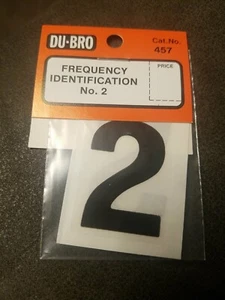 DU-BRO
Cat.No.
457
FREQUENCY
IDENTIFICATION
No. 2
PRICE
2